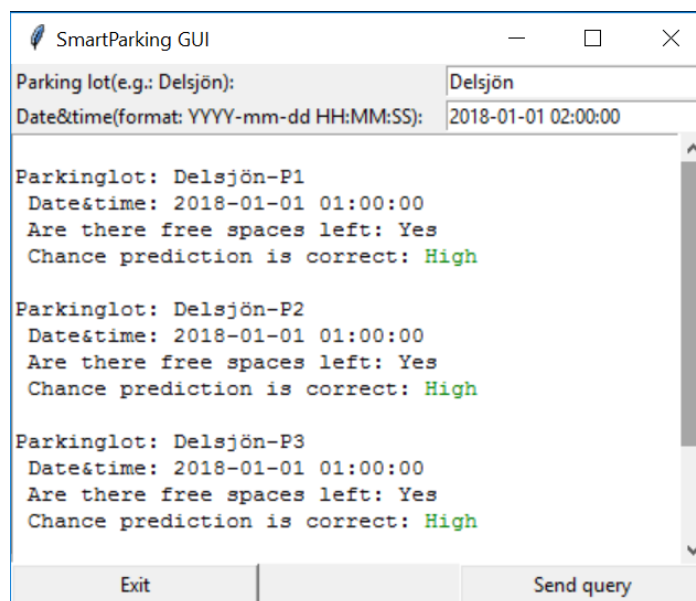 SmartParking GUI
Parking lot(e.g.: Delsjön): Delsjön
Date&time(format: YYYY-mm-dd HH:MM:SS): 2018-01-01 02:00:00
Parkinglot: Delsjön-P1
Date&time: 2018-01-01 01:00:00
Are there free spaces left: Yes
Chance prediction is correct: High
Parkinglot: Delsjön-P2
Date&time: 2018-01-01 01:00:00
Are there free spaces left: Yes
Chance prediction is correct: High
Parkinglot: Delsjön-P3
Date&time: 2018-01-01 01:00:00
Are there free spaces left: Yes
Chance prediction is correct: High
Exit Send query